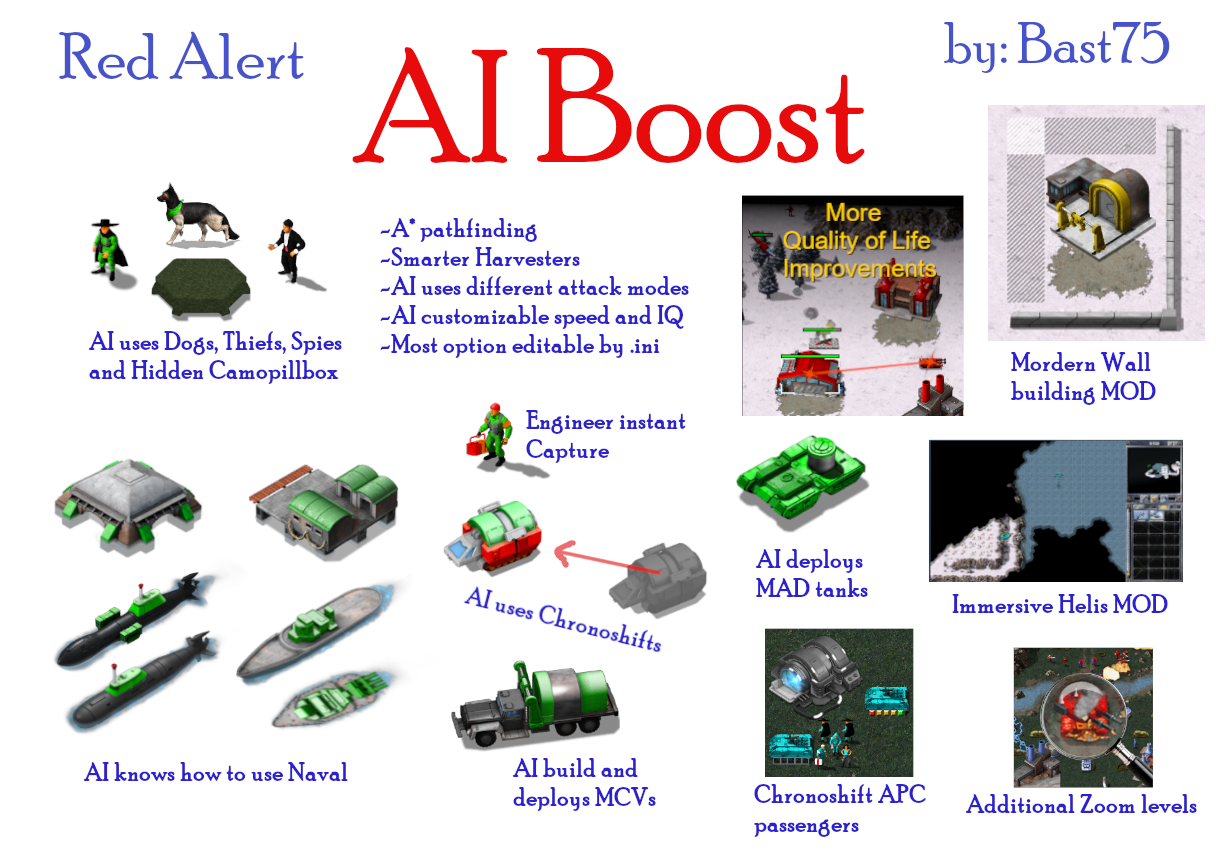 Red Alert
AI Boost
by: Bast75
AI uses Dogs, Thiefs, Spies
and Hidden Camopillbox
~A* pathfinding
~Smarter Harvesters
~AI uses different attack modes
~AI customizable speed and IQ
~Most option editable by .ini
More
Quality of Life
Improvements
Mordern Wall
building MOD
Engineer instant
Capture
AI uses Chronoshifts
AI deploys
MAD tanks
Immersive Helis MOD
AI knows how to use Naval
AI build and
deploys MCVs
Chronoshift APC
passengers
Additional Zoom levels